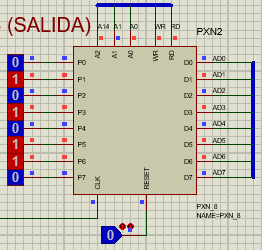 A14 A1 A0 WR RD
PXN2
(SALIDA)
A2 A1 A0 WR RD
0 P0 D0 AD0
1 P1 D1 AD1
0 P2 D2 AD2
1 P3 D3 AD3
0 P4 D4 AD4
1 P5 D5 AD5
1 P6 D6 AD6
0 P7 D7 AD7
CLK RESET
PXN_8
NAME=PXN_8
0